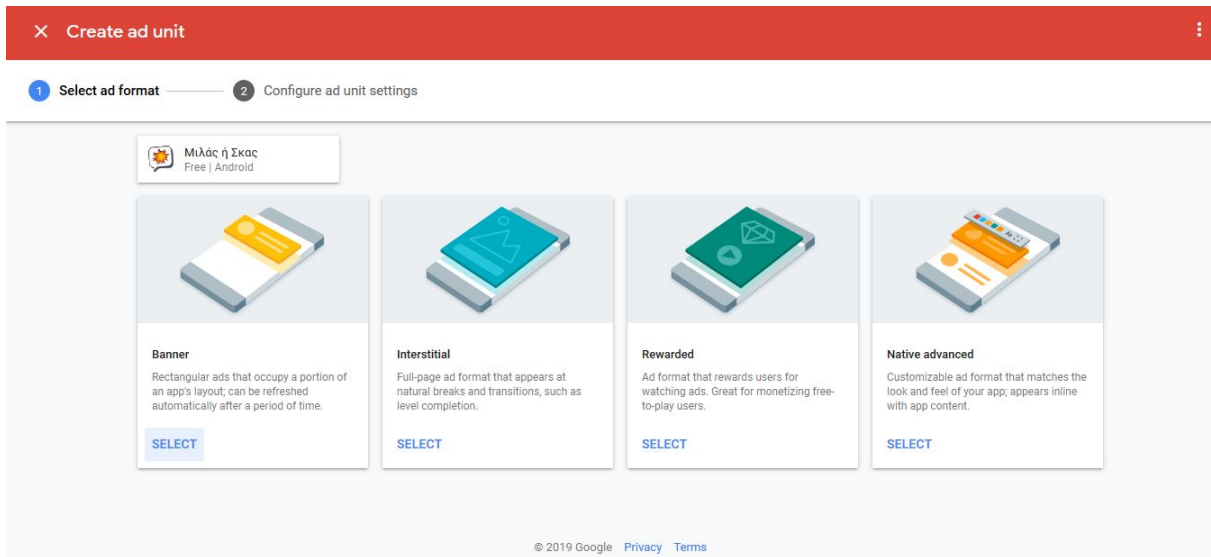 Create ad unit
1 Select ad format 2 Configure ad unit settings
Μιλάς ή Σκας
Free | Android
Banner
Rectangular ads that occupy a portion of
an app's layout; can be refreshed
automatically after a period of time.
SELECT
Interstitial
Full-page ad format that appears at
natural breaks and transitions, such as
level completion.
SELECT
Rewarded
Ad format that rewards users for
watching ads. Great for monetizing free-
to-play users.
SELECT
Native advanced
Customizable ad format that matches the
look and feel of your app; appears inline
with app content.
SELECT
© 2019 Google Privacy Terms